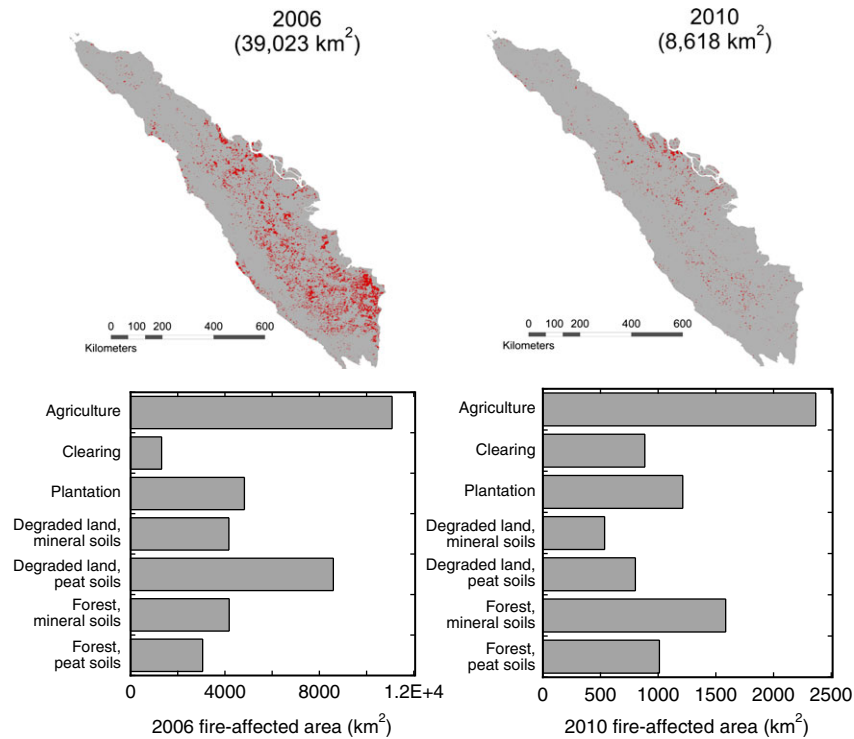 2006
(39,023 km²)
0 100 200 400 600
Kilometers
2010
(8,618 km²)
0 100 200 400 600
Kilometers
Agriculture
Clearing
Plantation
Degraded land,
mineral soils
Degraded land,
peat soils
Forest,
mineral soils
Forest,
peat soils
0 4000 8000 1.2E+4
2006 fire-affected area (km²)
Agriculture
Clearing
Plantation
Degraded land,
mineral soils
Degraded land,
peat soils
Forest,
mineral soils
Forest,
peat soils
0 500 1000 1500 2000 2500
2010 fire-affected area (km²)